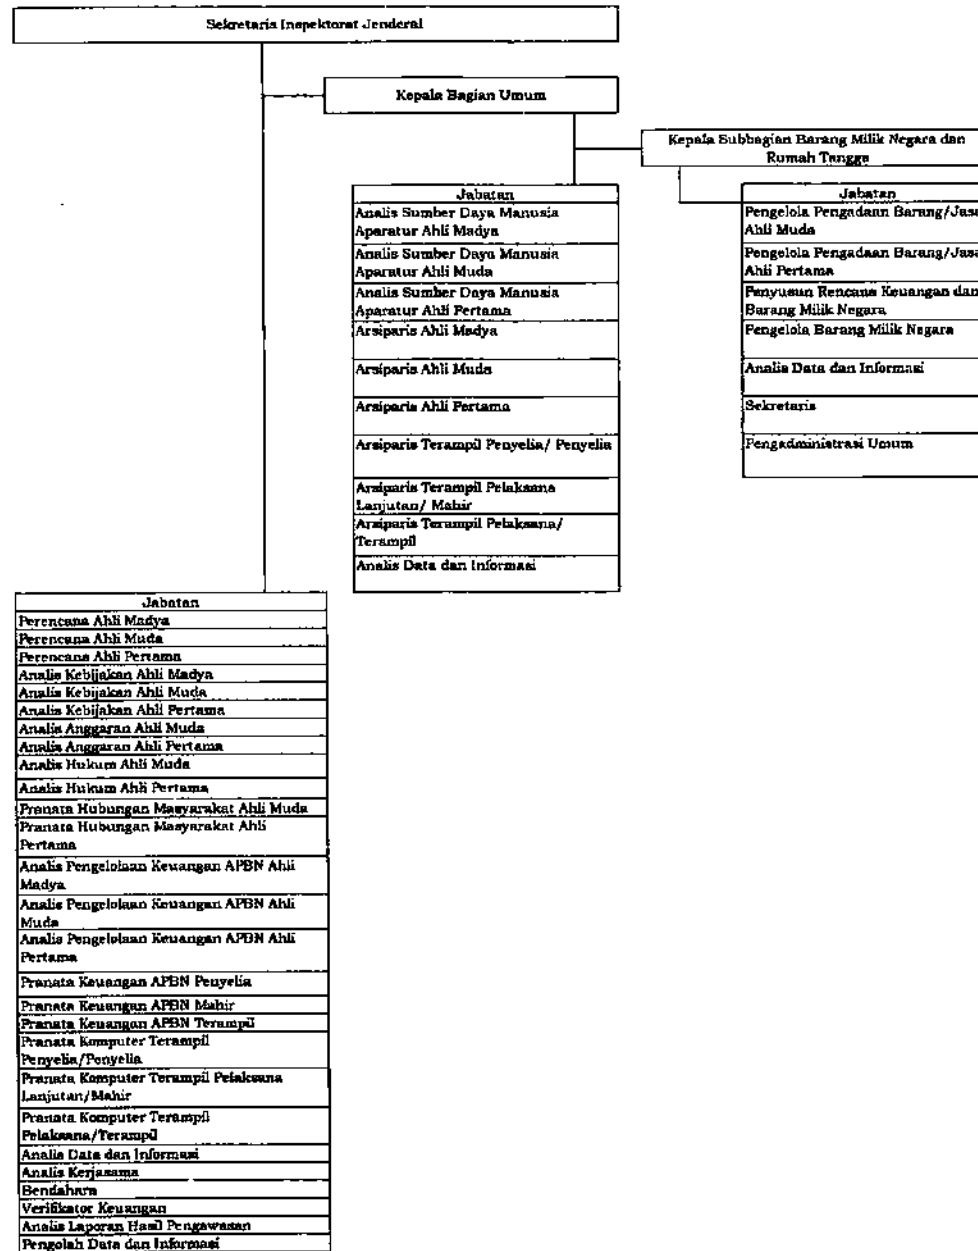 Sekretaris Inspektorat Jenderal
Kepala Bagian Umum
Kepala Subbagian Barang Milik Negara dan
Rumah Tangga
Jabatan
Analis Sumber Daya Manusia
Aparatur Ahli Madya
Analis Sumber Daya Manusia
Aparatur Ahli Muda
Analis Sumber Daya Manusia
Aparatur Ahli Pertama
Arsiparis Ahli Madya
Arsiparis Ahli Muda
Arsiparis Ahli Pertama
Arsiparis Terampil Penyelia/ Penyelia
Arsiparis Terampil Pelaksana
Lanjutan/ Mahir
Arsiparis Terampil Pelaksana/
Terampil
Analis Data dan Informasi
Jabatan
Pengelola Pengadaan Barang/Jasa
Ahli Muda
Pengelola Pengadaan Barang/Jasa
Ahli Pertama
Penyusun Rencana Keuangan dan
Barang Milik Negara
Pengelola Barang Milik Negara
Analis Data dan Informasi
Sekretaris
Pengadministrasi Umum
Jabatan
Perencana Ahli Madya
Perencana Ahli Muda
Perencana Ahli Pertama
Analis Kebijakan Ahli Madya
Analis Kebijakan Ahli Muda
Analis Kebijakan Ahli Pertama
Analis Anggaran Ahli Muda
Analis Anggaran Ahli Pertama
Analis Hukum Ahli Muda
Analis Hukum Ahli Pertama
Pranata Hubungan Masyarakat Ahli Muda
Pranata Hubungan Masyarakat Ahli
Pertama
Analis Pengelolaan Keuangan APBN Ahli
Madya
Analis Pengelolaan Keuangan APBN Ahli
Muda
Analis Pengelolaan Keuangan APBN Ahli
Pertama
Pranata Keuangan APBN Penyelia
Pranata Keuangan APBN Mahir
Pranata Keuangan APBN Terampil
Pranata Komputer Terampil
Penyelia/Penyelia
Pranata Komputer Terampil Pelaksana
Lanjutan/Mahir
Pranata Komputer Terampil
Pelaksana/Terampil
Analis Data dan Informasi
Analis Kerjasama
Bendahara
Verifikator Keuangan
Analis Laporan Hasil Pengawasan
Pengolah Data dan Informasi